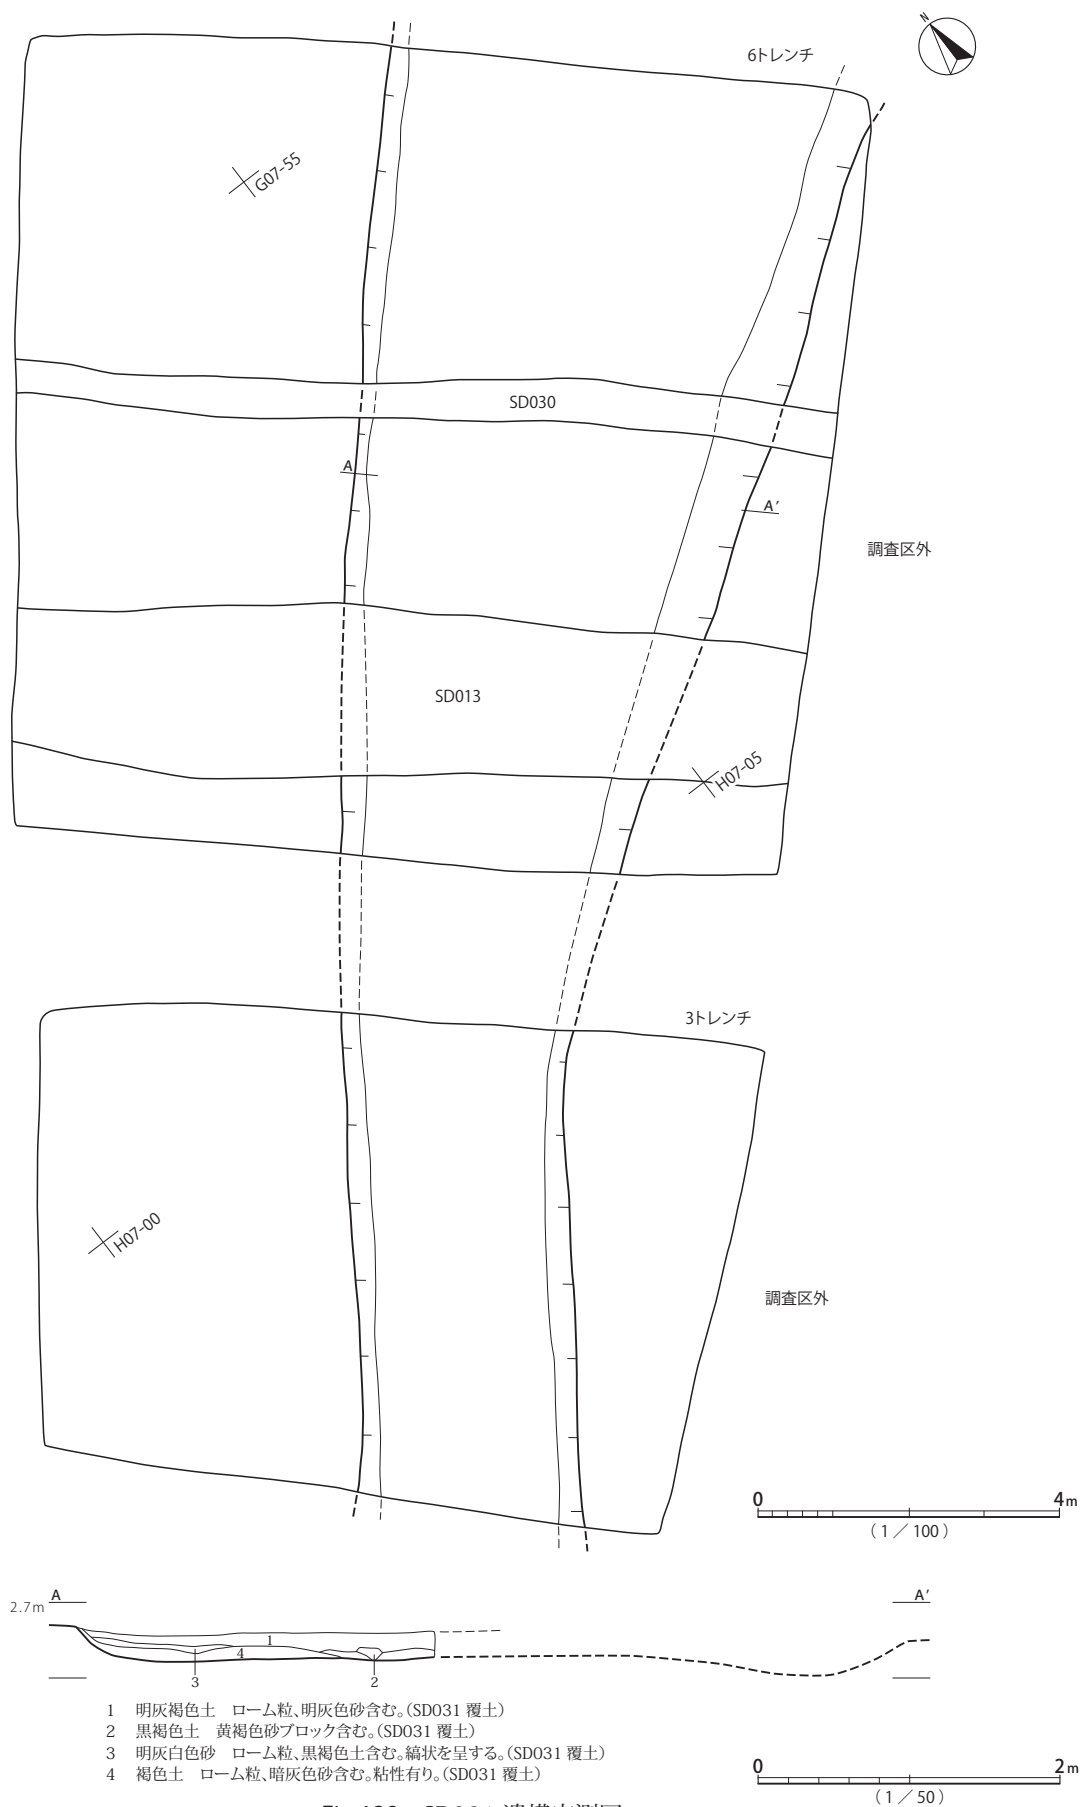 N
6トレンチ
G07-55
SD030
A
A′
調査区外
SD013
H07-05
3トレンチ
H07-00
調査区外
0 4m
(1/100)
A A′
2.7m
1
4
3 2
1 明灰褐色土 ローム粒、明灰色砂含む。(SD031 覆土)
2 黒褐色土 黄褐色砂ブロック含む。(SD031 覆土)
3 明灰白色砂 ローム粒、黒褐色土含む。縞状を呈する。(SD031 覆土)
4 褐色土 ローム粒、暗灰色砂含む。粘性有り。(SD031 覆土)
0 2m
(1/50)